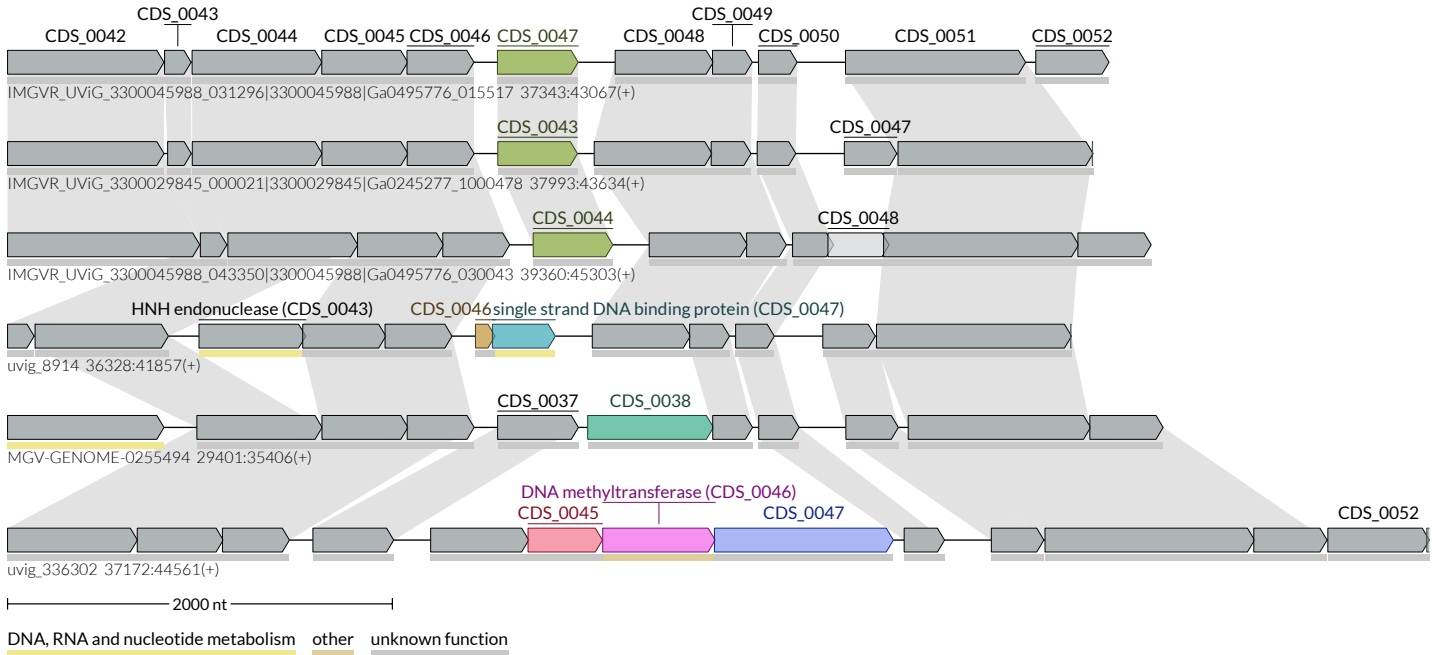 CDS_0043 CDS_0049
CDS_0042 CDS_0044 CDS_0045 CDS_0046 CDS_0047 CDS_0048 CDS_0050 CDS_0051 CDS_0052
IMGVR_UViG_3300045988_031296|3300045988|Ga0495776_015517 37343:43067(+)
CDS_0043 CDS_0047
IMGVR_UViG_3300029845_000021|3300029845|Ga0245277_1000478 37993:43634(+)
CDS_0044 CDS_0048
IMGVR_UViG_3300045988_043350|3300045988|Ga0495776_030043 39360:45303(+)
HNH endonuclease (CDS_0043) CDS_0046 single strand DNA binding protein (CDS_0047)
uvig_8914 36328:41857(+)
CDS_0037 CDS_0038
MGV-GENOME-0255494 29401:35406(+)
DNA methyltransferase (CDS_0046)
CDS_0045 CDS_0047 CDS_0052
uvig_336302 37172:44561(+)
2000 nt
DNA, RNA and nucleotide metabolism other unknown function